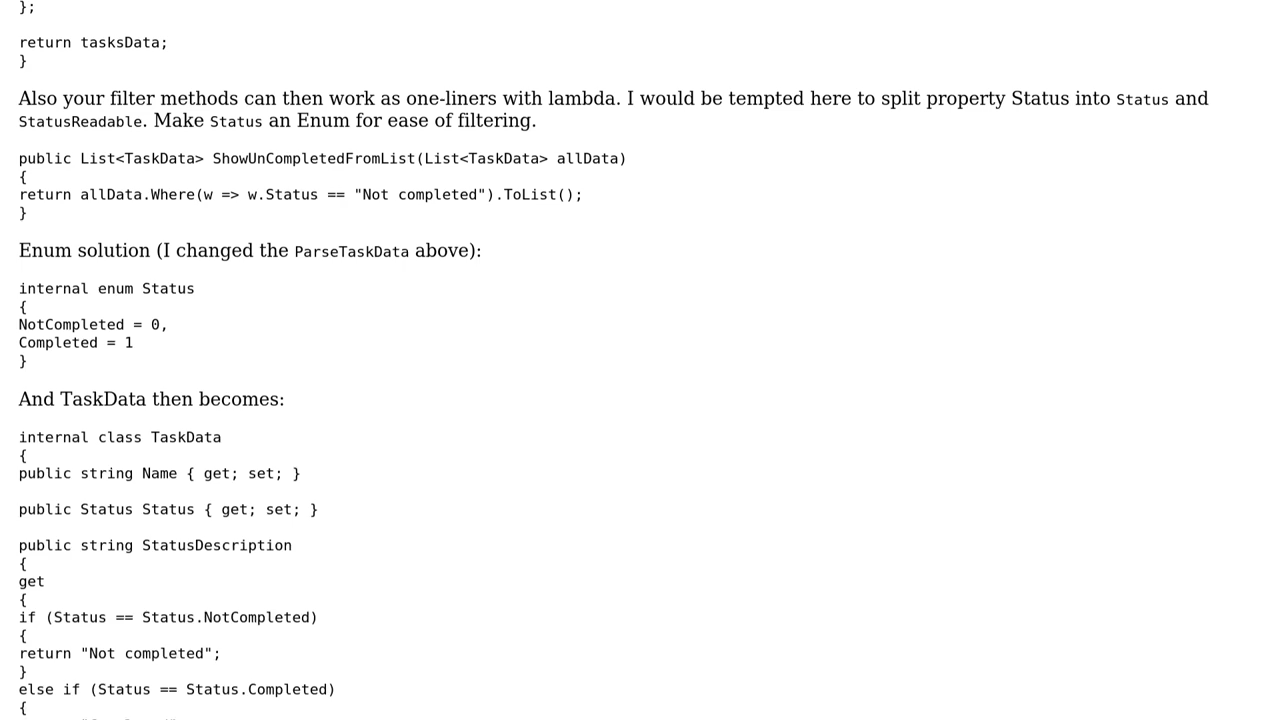 };
return tasksData;
}
Also your filter methods can then work as one-liners with lambda. I would be tempted here to split property Status into Status and
StatusReadable. Make Status an Enum for ease of filtering.
public List<TaskData> ShowUnCompletedFromList(List<TaskData> allData)
{
return allData.Where(w => w.Status == "Not completed").ToList();
}
Enum solution (I changed the ParseTaskData above):
internal enum Status
{
NotCompleted = 0,
Completed = 1
}
And TaskData then becomes:
internal class TaskData
{
public string Name { get; set; }
public Status Status { get; set; }
public string StatusDescription
{
get
{
if (Status == Status.NotCompleted)
{
return "Not completed";
}
else if (Status == Status.Completed)
{